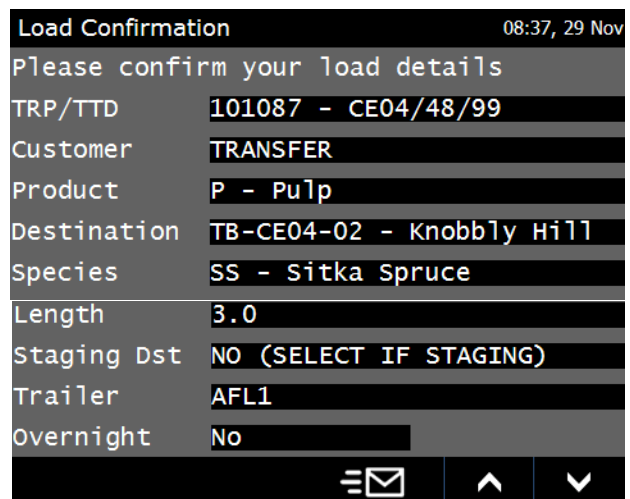 Load Confirmation 08:37, 29 Nov
Please confirm your load details
TRP/TTD 101087 - CE04/48/99
Customer TRANSFER
Product P - Pulp
Destination TB-CE04-02 - Knobbly Hill
Species SS - Sitka Spruce
Length 3.0
Staging Dst NO (SELECT IF STAGING)
Trailer AFL1
Overnight No